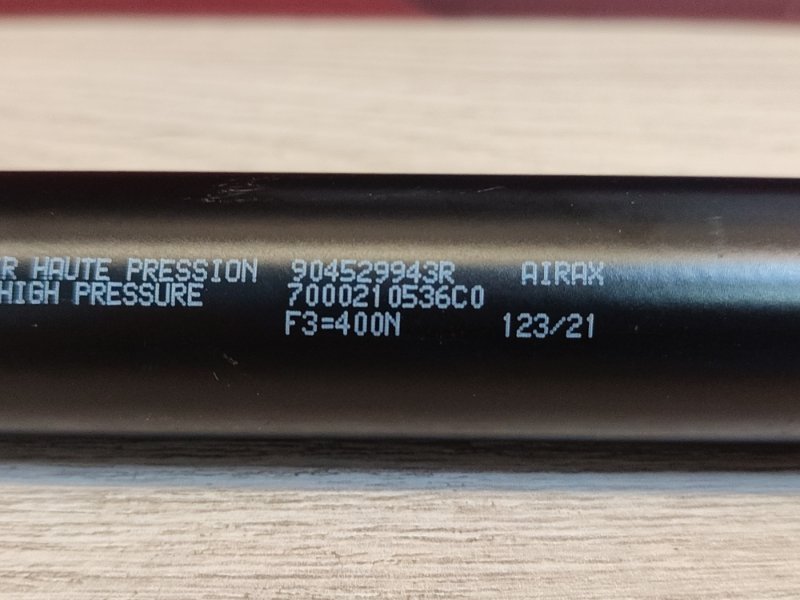 R HAUTE PRESSION 904529943R AIRAX
HIGH PRESSURE 7000210536C0
F3=400N 123/21